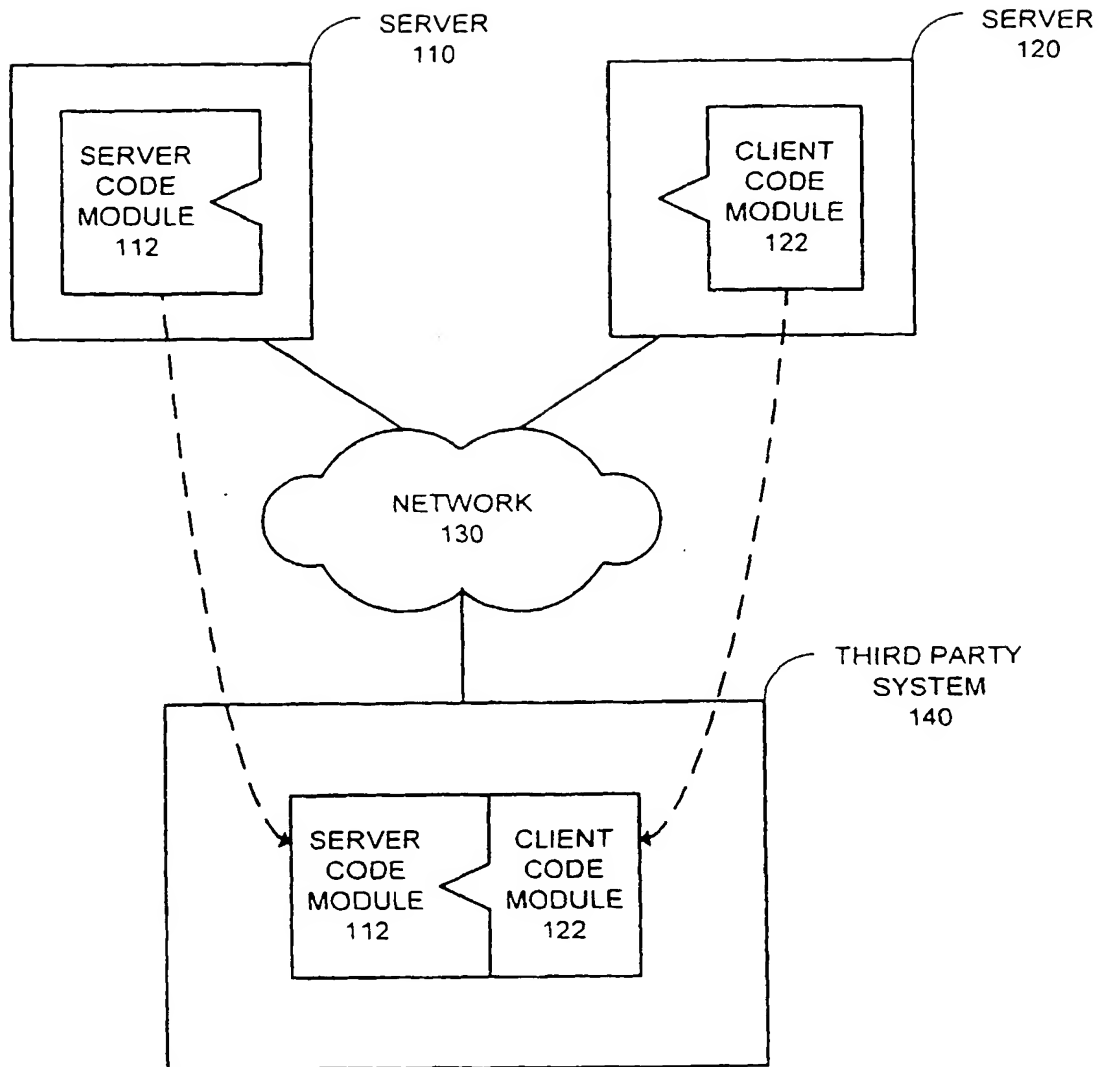 SERVER
110
SERVER
120
SERVER
CODE
MODULE
112
CLIENT
CODE
MODULE
122
NETWORK
130
THIRD PARTY
SYSTEM
140
SERVER
CODE
MODULE
112
CLIENT
CODE
MODULE
122